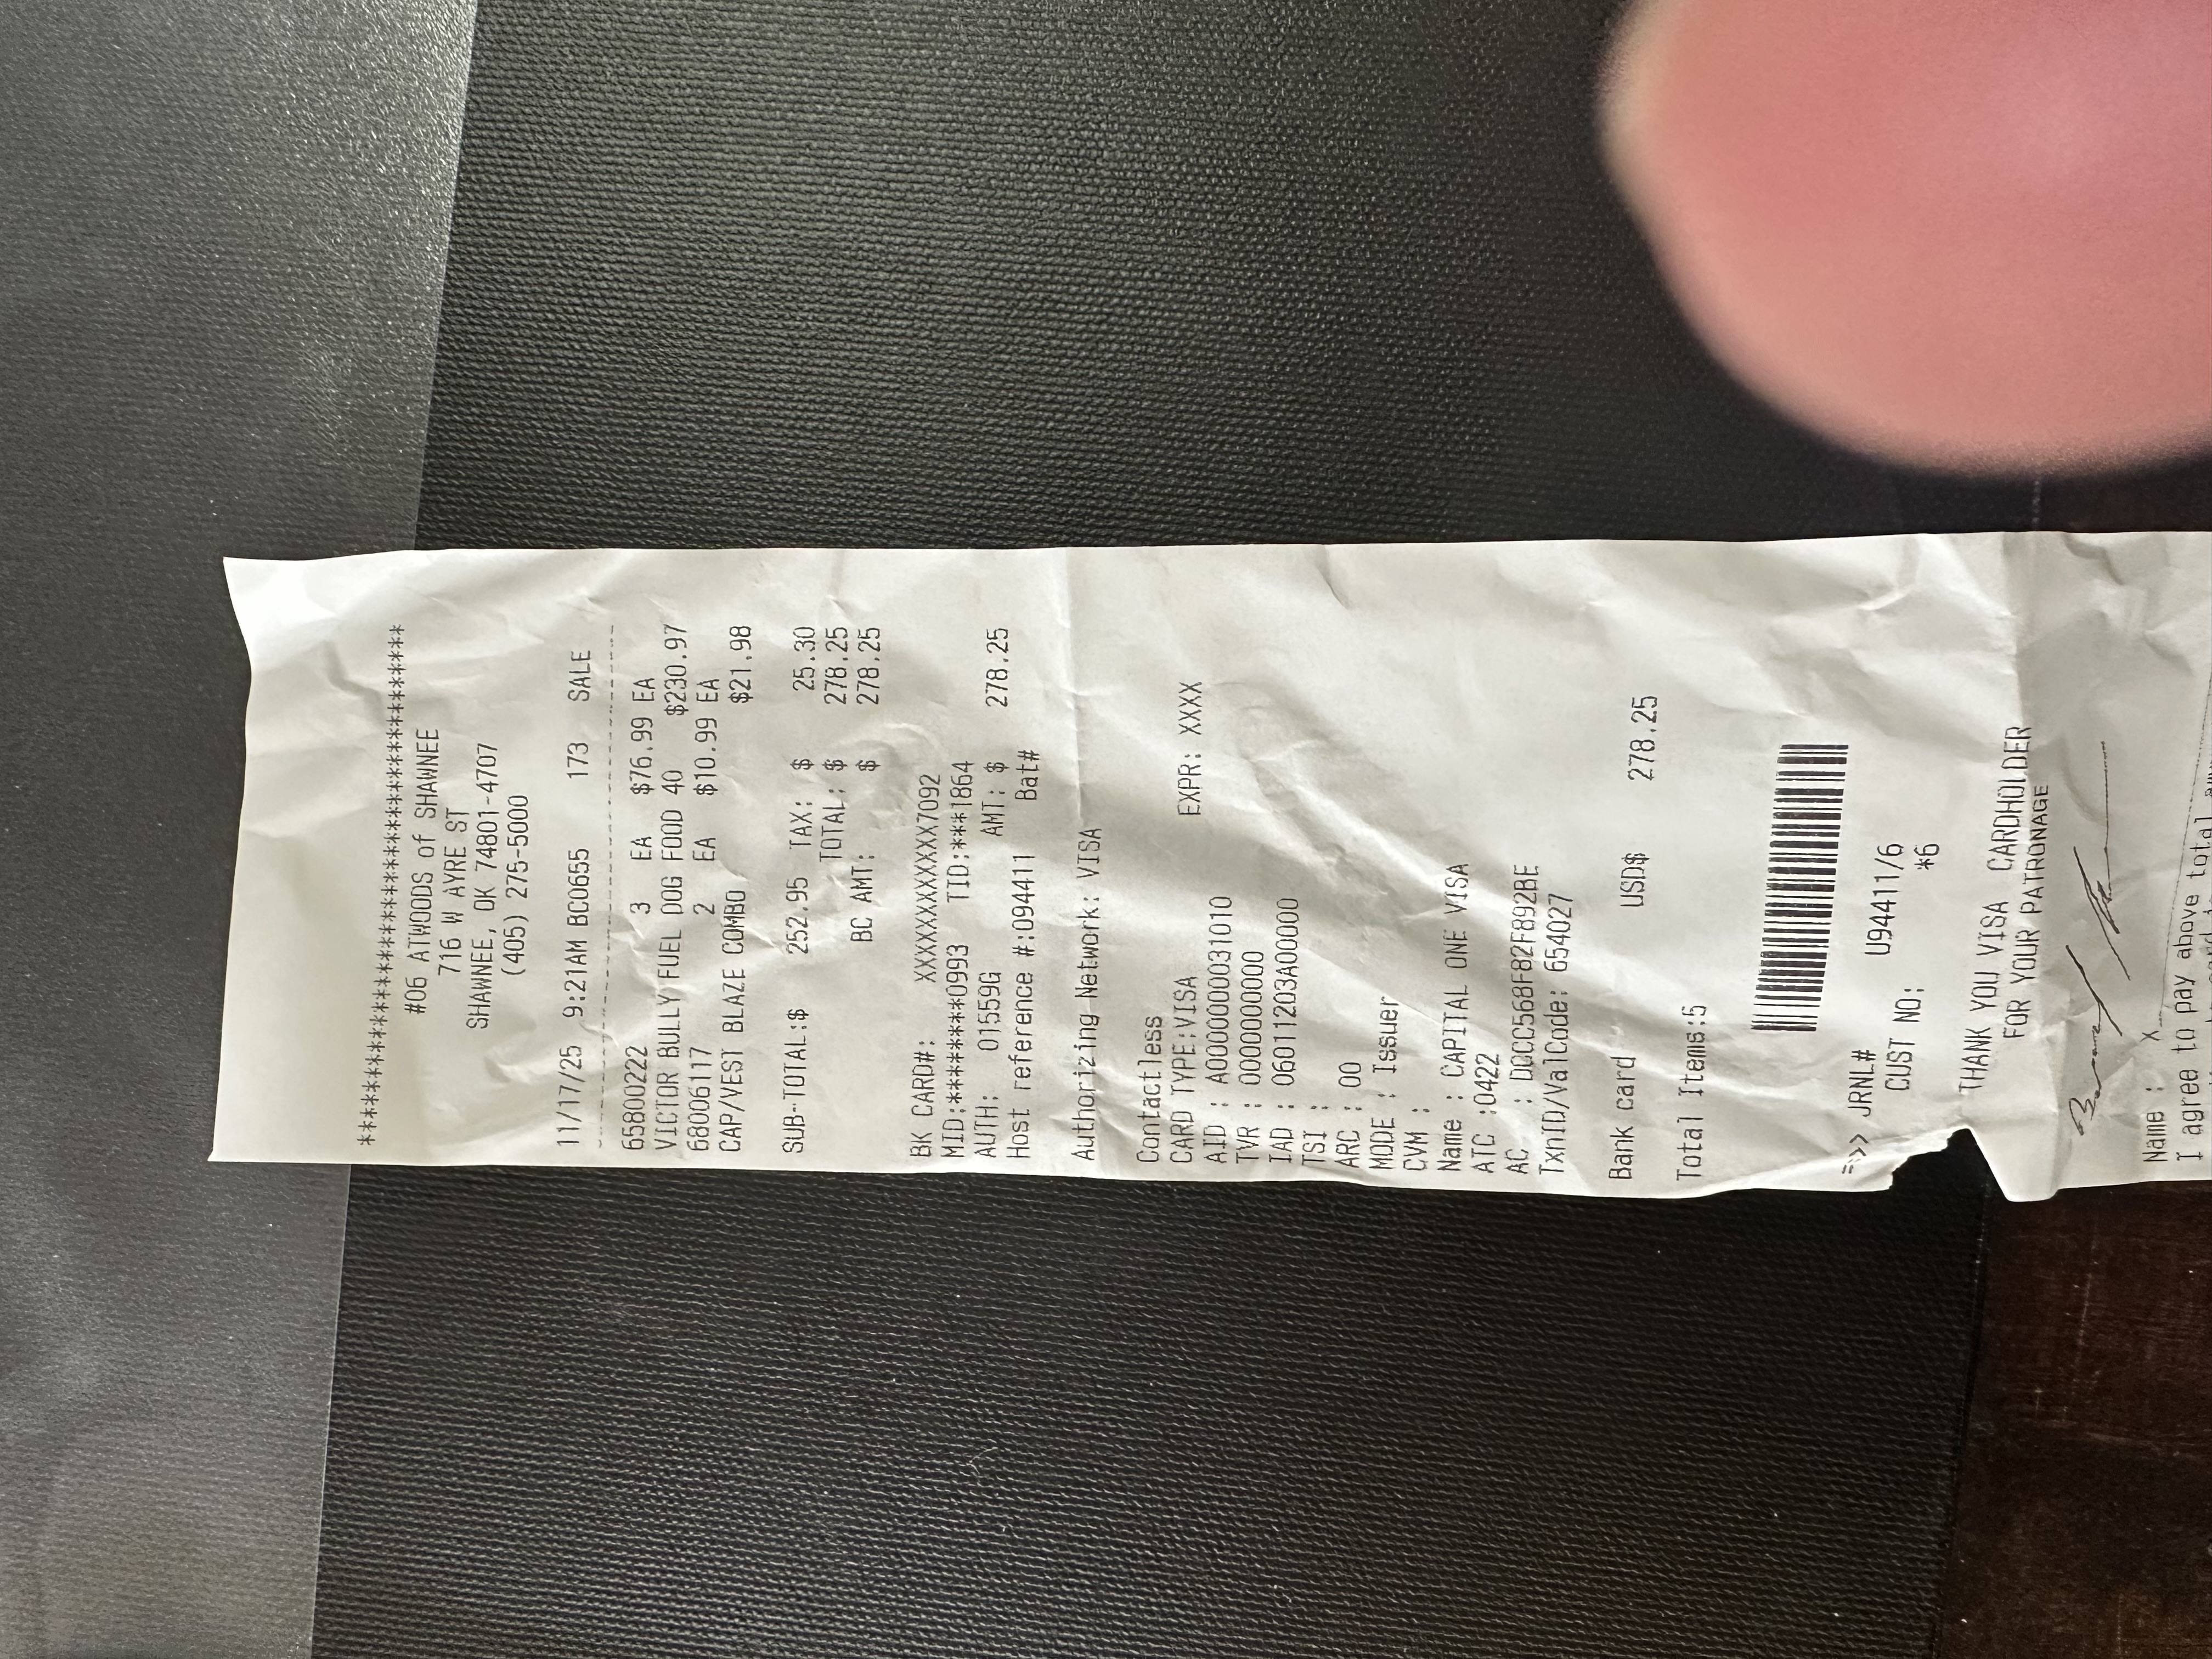 ****************************************
#06 ATWOODS of SHAWNEE
716 W AYRE ST
SHAWNEE, OK 74801-4707
(405) 275-5000
11/17/25 9:21AM BC0655 173 SALE
65800222 3 EA $76.99 EA
VICTOR BULLY FUEL DOG FOOD 40 $230.97
68006117 2 EA $10.99 EA
CAP/VEST BLAZE COMBO $21.98
SUB-TOTAL:$ 252.95 TAX: $ 25.30
TOTAL: $ 278.25
BC AMT: $ 278.25
BK CARD#: XXXXXXXXXXXX7092
MID:*******0993 TID:***1864
AUTH: 01559G AMT: $ 278.25
Host reference #:094411 Bat#
Authorizing Network: VISA
Contactless
CARD TYPE:VISA EXPR: XXXX
AID : A0000000031010
TVR : 0000000000
IAD : 06011203A00000
TSI :
ARC : 00
MODE : Issuer
CVM :
Name : CAPITAL ONE VISA
ATC :0422
AC : DCCC568F82F892BE
TxnID/ValCode: 654027
Bank card USD$ 278.25
Total Items:5
=>> JRNL# U94411/6
CUST NO: *6
THANK YOU VISA CARDHOLDER
FOR YOUR PATRONAGE
Name : X
I agree to pay above total